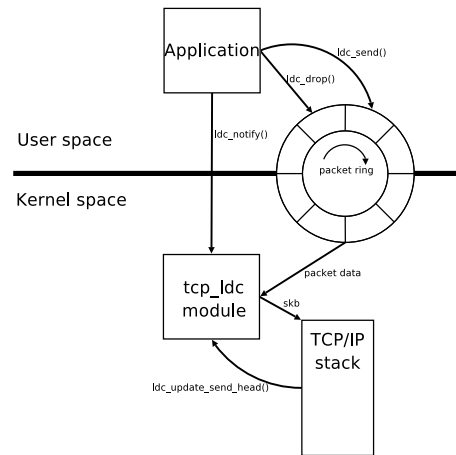 Application
ldc_send()
ldc_drop()
ldc_notify()
User space
packet ring
Kernel space
packet data
tcp_ldc
module
skb
TCP/IP
stack
ldc_update_send_head()